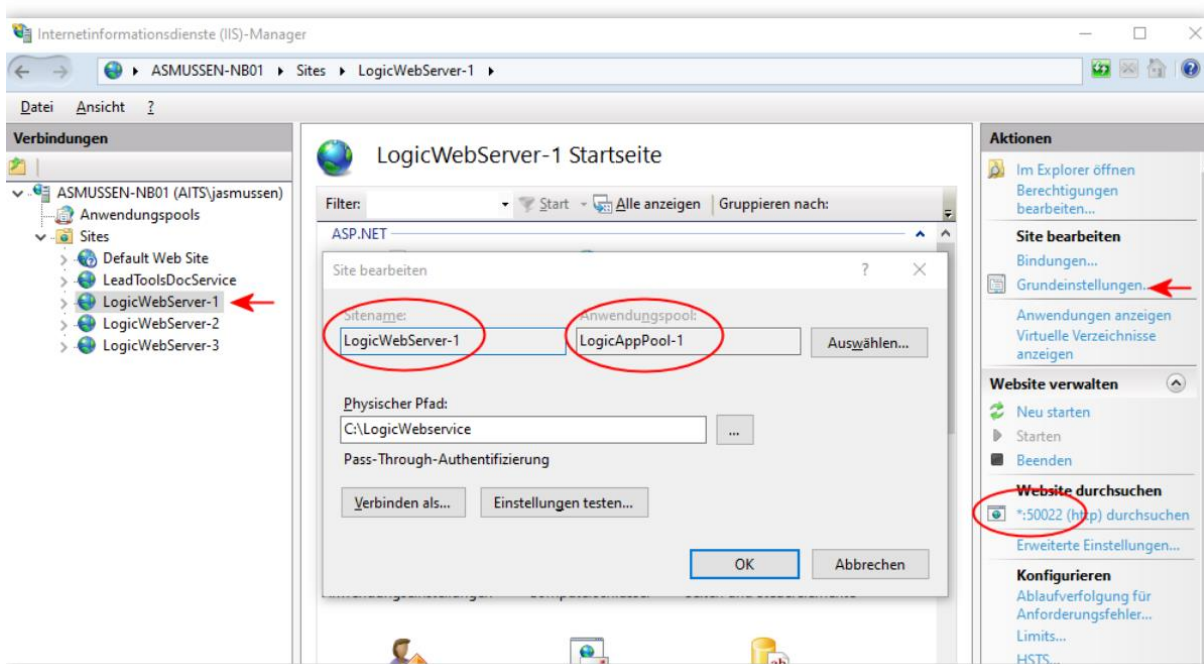 Internetinformationsdienste (IIS)-Manager
ASMUSSEN-NB01 Sites LogicWebServer-1
Datei Ansicht ?
Verbindungen
ASMUSSEN-NB01 (AITS\jasmussen)
Anwendungspools
Sites
Default Web Site
LeadToolsDocService
LogicWebServer-1
LogicWebServer-2
LogicWebServer-3
LogicWebServer-1 Startseite
Filter: Start Alle anzeigen Gruppieren nach:
ASP.NET
Site bearbeiten ?
Sitename: Anwendungspool:
LogicWebServer-1 LogicAppPool-1 Auswählen...
Physischer Pfad:
C:\LogicWebservice ...
Pass-Through-Authentifizierung
Verbinden als... Einstellungen testen...
OK Abbrechen
ab
Aktionen
Im Explorer öffnen
Berechtigungen
bearbeiten...
Site bearbeiten
Bindungen...
Grundeinstellungen...
Anwendungen anzeigen
Virtuelle Verzeichnisse
anzeigen
Website verwalten
Neu starten
Starten
Beenden
Website durchsuchen
*:50022 (http) durchsuchen
Erweiterte Einstellungen...
Konfigurieren
Ablaufverfolgung für
Anforderungsfehler...
Limits...
HSTS...